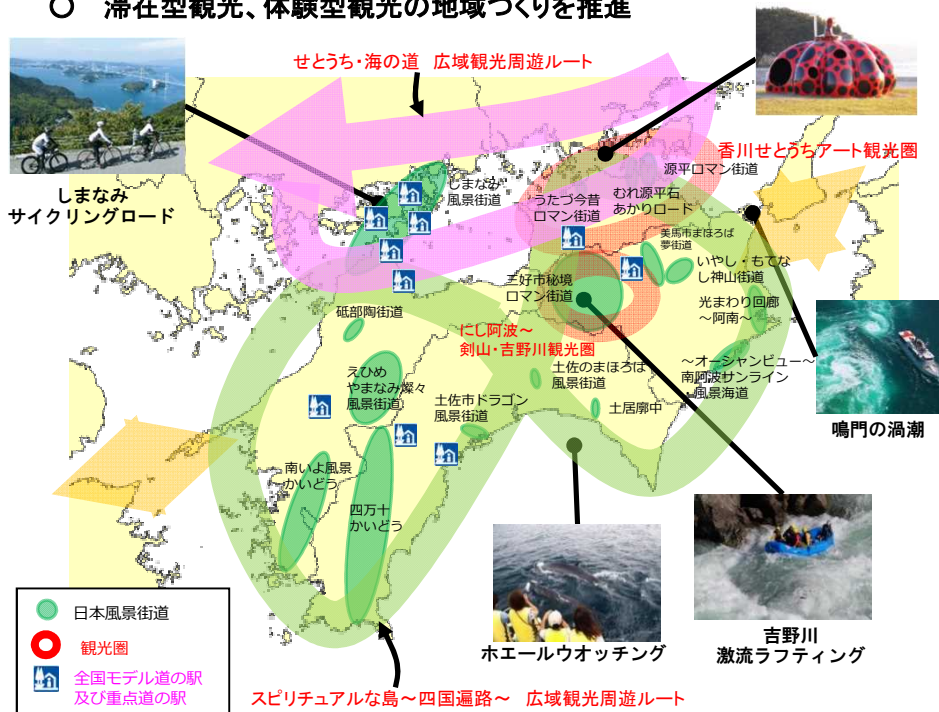 ○ 滞在型観光、体験型観光の地域づくりを推進
せとうち・海の道 広域観光周遊ルート
香川せとうちアート観光圏
源平ロマン街道
しまなみ
サイクリングロード
しまなみ
風景街道
うたづ今昔
ロマン街道
むれ源平石
あかりロード
美馬市まほろば
夢街道
いやし・もてな
し神山街道
三好市秘境
ロマン街道
光まわり回廊
～阿南～
砥部陶街道
にし阿波～
剣山・吉野川観光圏
～オーシャンビュー～
南阿波サンライン
・風景海道
えひめ
やまなみ燦々
風景街道
土佐のまほろば
風景街道
土佐市ドラゴン
風景街道
土居廓中
鳴門の渦潮
南いよ風景
かいどう
四万十
かいどう
日本風景街道
観光圏
全国モデル道の駅
及び重点道の駅
ホエールウオッチング
吉野川
激流ラフティング
スピリチュアルな島～四国遍路～ 広域観光周遊ルート